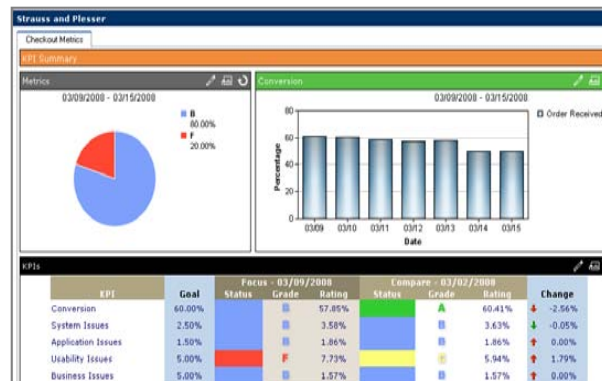 Strauss and Plesser
Checkout Metrics
KPI Summary
Metrics
03/09/2008 - 03/15/2008
B
80.00%
F
20.00%
Conversion
03/09/2008 - 03/15/2008
Order Received
Percentage
80
60
40
20
0
03/09 03/10 03/11 03/12 03/13 03/14 03/15
Date
KPIs
Focus - 03/09/2008 Compare - 03/02/2008
KPI Goal Status Grade Rating Status Grade Rating Change
Conversion 60.00% B 57.85% A 60.41% -2.56%
System Issues 2.50% B 3.58% B 3.63% -0.05%
Application Issues 1.50% B 1.86% B 1.86% 0.00%
Usability Issues 5.00% F 7.73% 5.94% 1.79%
Business Issues 5.00% B 1.57% B 1.57% 0.00%